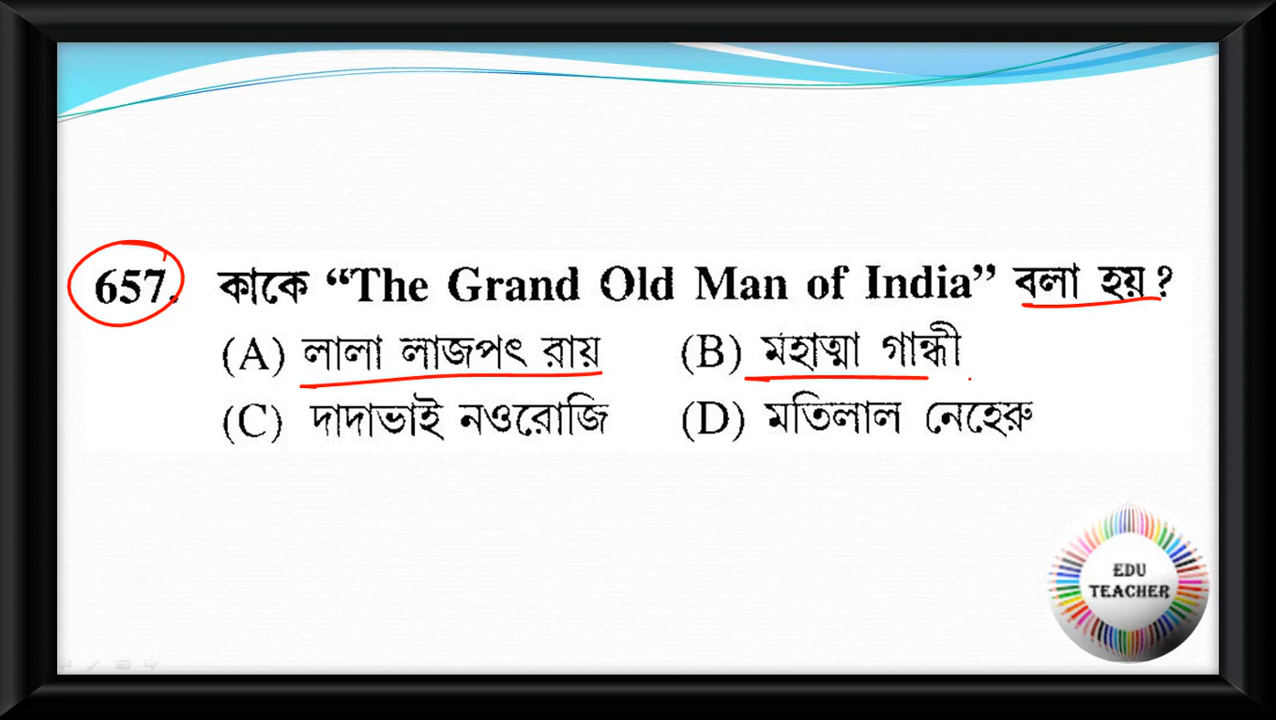 657. কাকে “The Grand Old Man of India” বলা হয় ?
(A) লালা লাজপৎ রায় (B) মহাত্মা গান্ধী
(C) দাদাভাই নওরোজি (D) মতিলাল নেহেরু
EDU
TEACHER